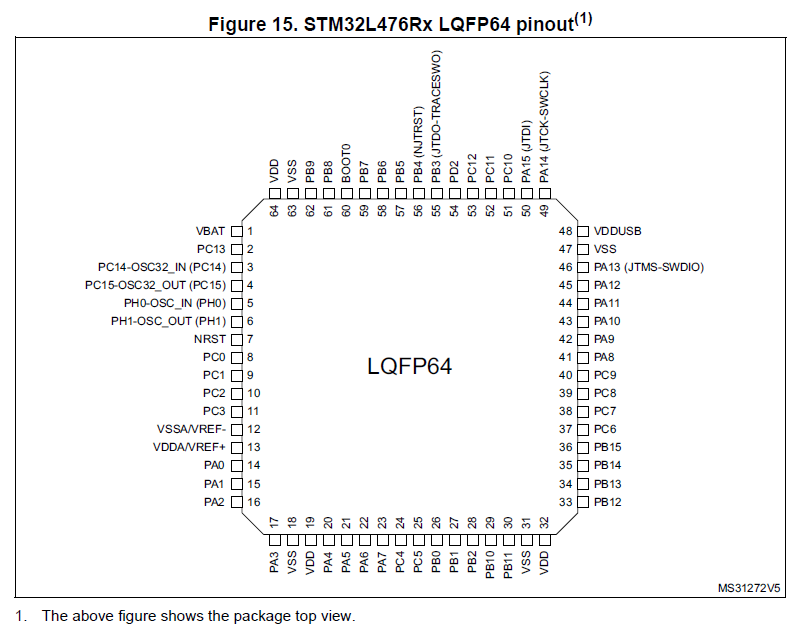 Figure 15. STM32L476Rx LQFP64 pinout(1)
VDD
VSS
PB9
PB8
BOOT0
PB7
PB6
PB5
PB4 (NJTRST)
PB3 (JTDO-TRACESWO)
PD2
PC12
PC11
PC10
PA15 (JTDI)
PA14 (JTCK-SWCLK)
64 63 62 61 60 59 58 57 56 55 54 53 52 51 50 49
VBAT 1
PC13 2
PC14-OSC32_IN (PC14) 3
PC15-OSC32_OUT (PC15) 4
PH0-OSC_IN (PH0) 5
PH1-OSC_OUT (PH1) 6
NRST 7
PC0 8
PC1 9
PC2 10
PC3 11
VSSA/VREF- 12
VDDA/VREF+ 13
PA0 14
PA1 15
PA2 16
LQFP64
48 VDDUSB
47 VSS
46 PA13 (JTMS-SWDIO)
45 PA12
44 PA11
43 PA10
42 PA9
41 PA8
40 PC9
39 PC8
38 PC7
37 PC6
36 PB15
35 PB14
34 PB13
33 PB12
17 18 19 20 21 22 23 24 25 26 27 28 29 30 31 32
PA3
VSS
VDD
PA4
PA5
PA6
PA7
PC4
PC5
PB0
PB1
PB2
PB10
PB11
VSS
VDD
MS31272V5
1. The above figure shows the package top view.